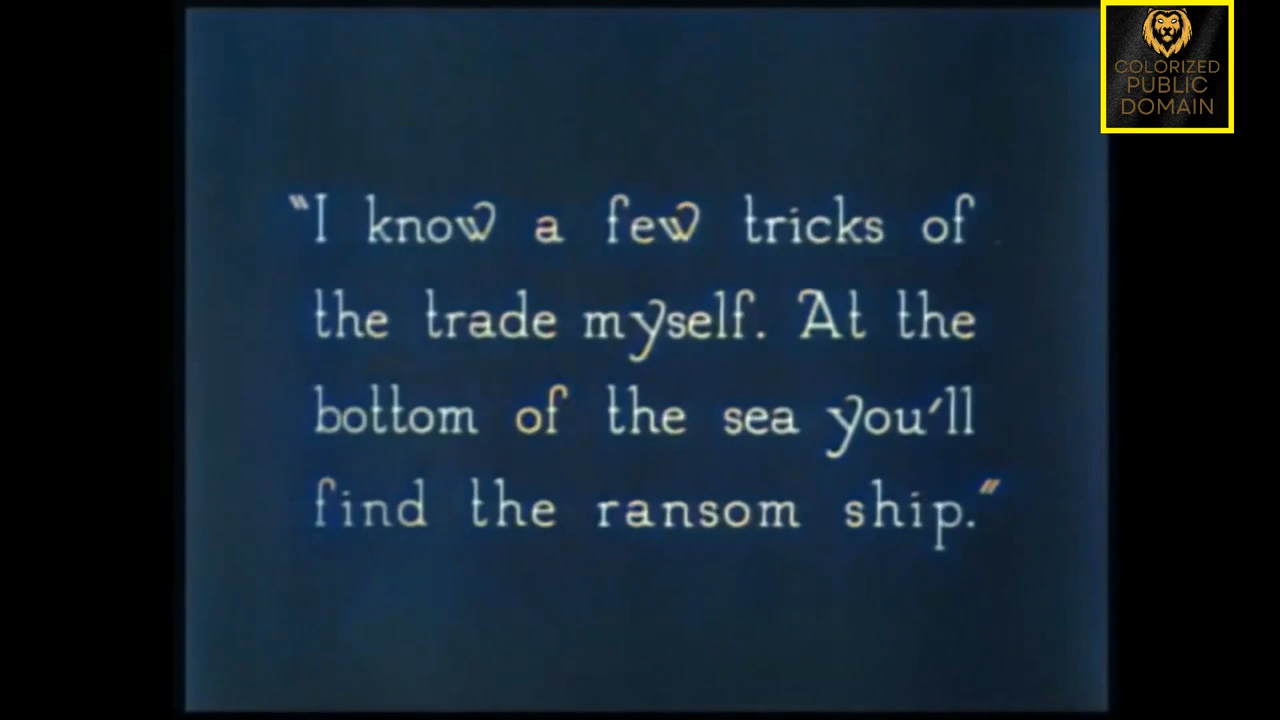 COLORIZED
PUBLIC
DOMAIN
"I know a few tricks of
the trade myself. At the
bottom of the sea you'll
find the ransom ship."